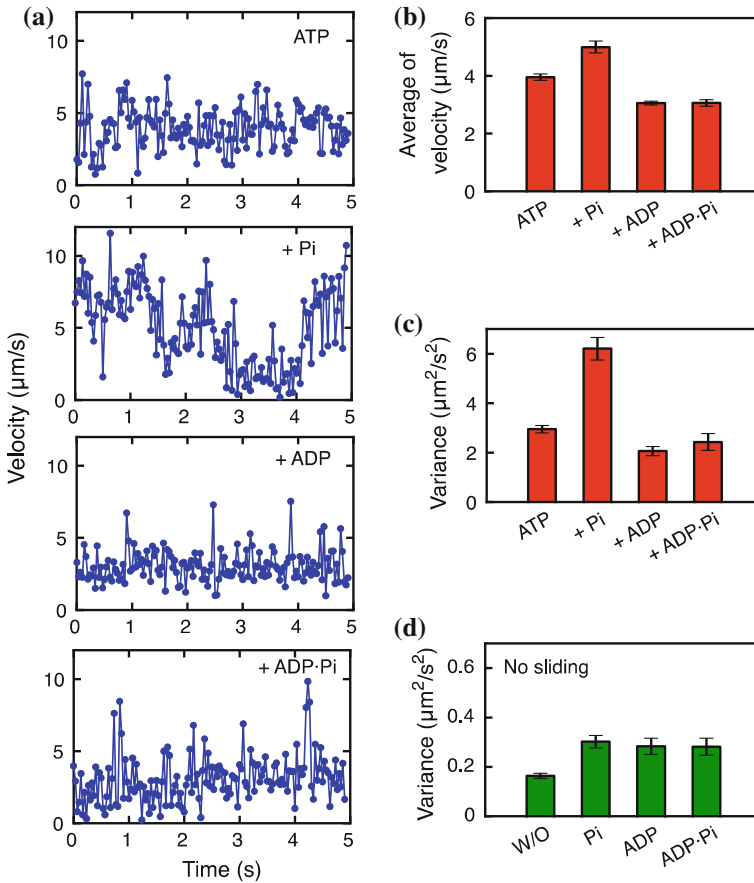 (a)
Velocity (μm/s)
ATP
10
5
0
0 1 2 3 4 5
+ Pi
10
5
0
0 1 2 3 4 5
+ ADP
10
5
0
0 1 2 3 4 5
+ ADP·Pi
10
5
0
0 1 2 3 4 5
Time (s)
(b)
Average of
velocity (μm/s)
6
4
2
0
ATP
+ Pi
+ ADP
+ ADP·Pi
(c)
Variance (μm²/s²)
6
4
2
0
ATP
+ Pi
+ ADP
+ ADP·Pi
(d)
Variance (μm²/s²)
No sliding
0.6
0.4
0.2
0
W/O
Pi
ADP
ADP·Pi